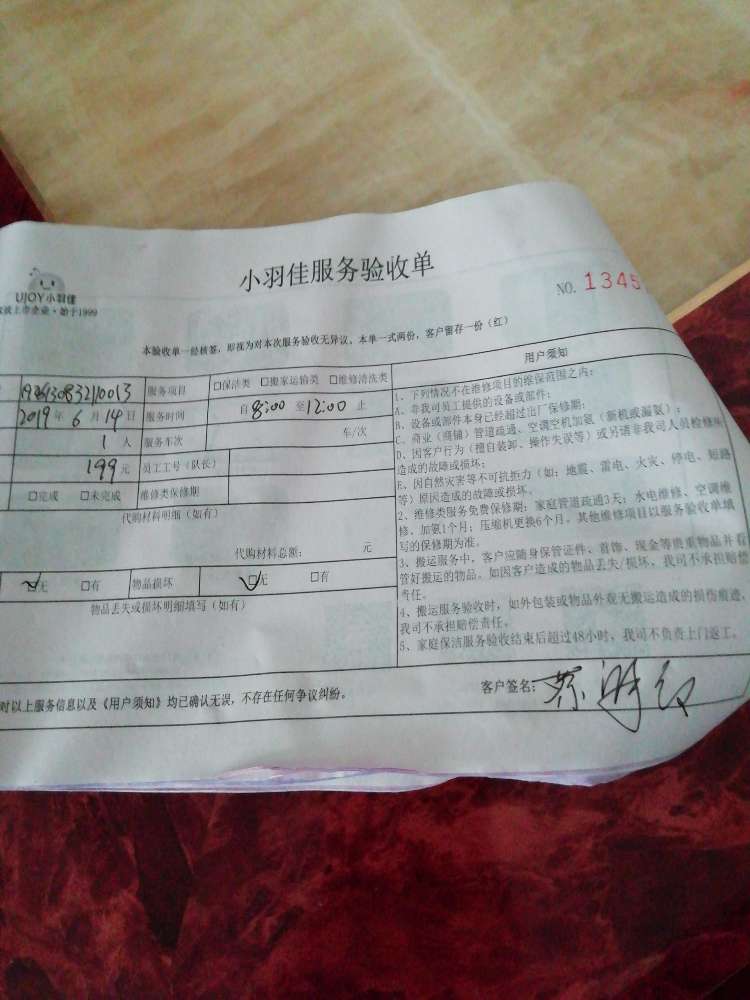 小羽佳服务验收单
UJOY小羽佳
上市企业·始于1999
NO. 1345
本验收单一经核签，即视为对本次服务验收无异议。本单一式两份，客户留存一份（红）
服务项目 □保洁类 □搬家运输类 □维修清洗类
2019年6月14日 服务时间 自8:00至12:00止
1人 服务车次 车/次
199元 员工工号（队长）
□完成 □未完成 维修类保修期
代购材料明细（如有）
代购材料总额： 元
☑无 □有 物品损坏 ☑无 □有
物品丢失或损坏明细填写（如有）
用户须知
1、下列情况不在维修项目的维保范围之内：
A、非我司员工提供的设备或部件；
B、设备或部件本身已经超过出厂保修期；
C、商业（商铺）管道疏通、空调空机加氨（新机或漏氨）；
D、因客户行为（擅自装卸、操作失误等）或另请非我司人员检修所
造成的故障或损坏；
E、因自然灾害等不可抗拒力（如：地震、雷电、火灾、停电、短路
等）原因造成的故障或损坏。
2、维修类服务免费保修期：家庭管道疏通3天；水电维修、空调维
修、加氨1个月；压缩机更换6个月。其他维修项目以服务验收单填
写的保修期为准。
3、搬运服务中，客户应随身保管证件、首饰、现金等贵重物品并看
管好搬运的物品。如因客户造成的物品丢失/损坏，我司不承担赔偿
责任。
4、搬运服务验收时，如外包装或物品外观无搬运造成的损伤痕迹，
我司不承担赔偿责任。
5、家庭保洁服务验收结束后超过48小时，我司不负责上门返工。
对以上服务信息以及《用户须知》均已确认无误，不存在任何争议纠纷。
客户签名：